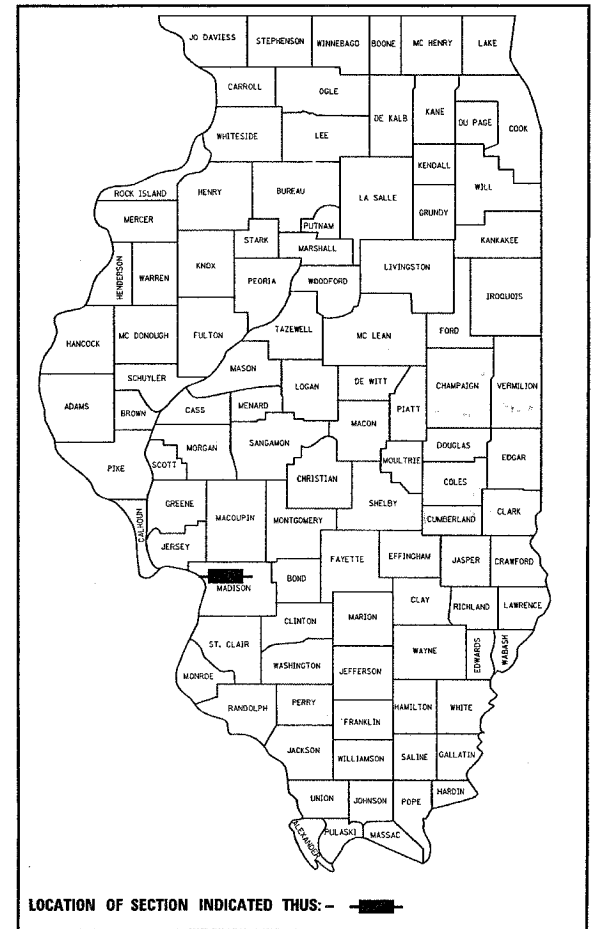 JO DAVIESS STEPHENSON WINNEBAGO BOONE MC HENRY LAKE
CARROLL OGLE DE KALB KANE DU PAGE COOK
WHITESIDE LEE
KENDALL WILL
ROCK ISLAND HENRY BUREAU LA SALLE GRUNDY
MERCER PUTNAM
STARK MARSHALL KANKAKEE
HENDERSON WARREN KNOX PEORIA WOODFORD LIVINGSTON IROQUOIS
HANCOCK MC DONOUGH FULTON TAZEWELL MC LEAN FORD
MASON
SCHUYLER LOGAN DE WITT CHAMPAIGN VERMILION
ADAMS BROWN CASS MENARD PIATT
MACON
MORGAN SANGAMON DOUGLAS EDGAR
PIKE SCOTT CHRISTIAN MOULTRIE
COLES
SHELBY
GREENE MACOUPIN MONTGOMERY CUMBERLAND CLARK
CALHOUN JERSEY
FAYETTE EFFINGHAM JASPER CRAWFORD
MADISON BOND
CLAY RICHLAND LAWRENCE
CLINTON MARION
ST. CLAIR WAYNE EDWARDS WABASH
WASHINGTON JEFFERSON
MONROE
RANDOLPH PERRY HAMILTON WHITE
FRANKLIN
JACKSON WILLIAMSON SALINE GALLATIN
UNION JOHNSON POPE HARDIN
ALEXANDER PULASKI MASSAC
LOCATION OF SECTION INDICATED THUS: -